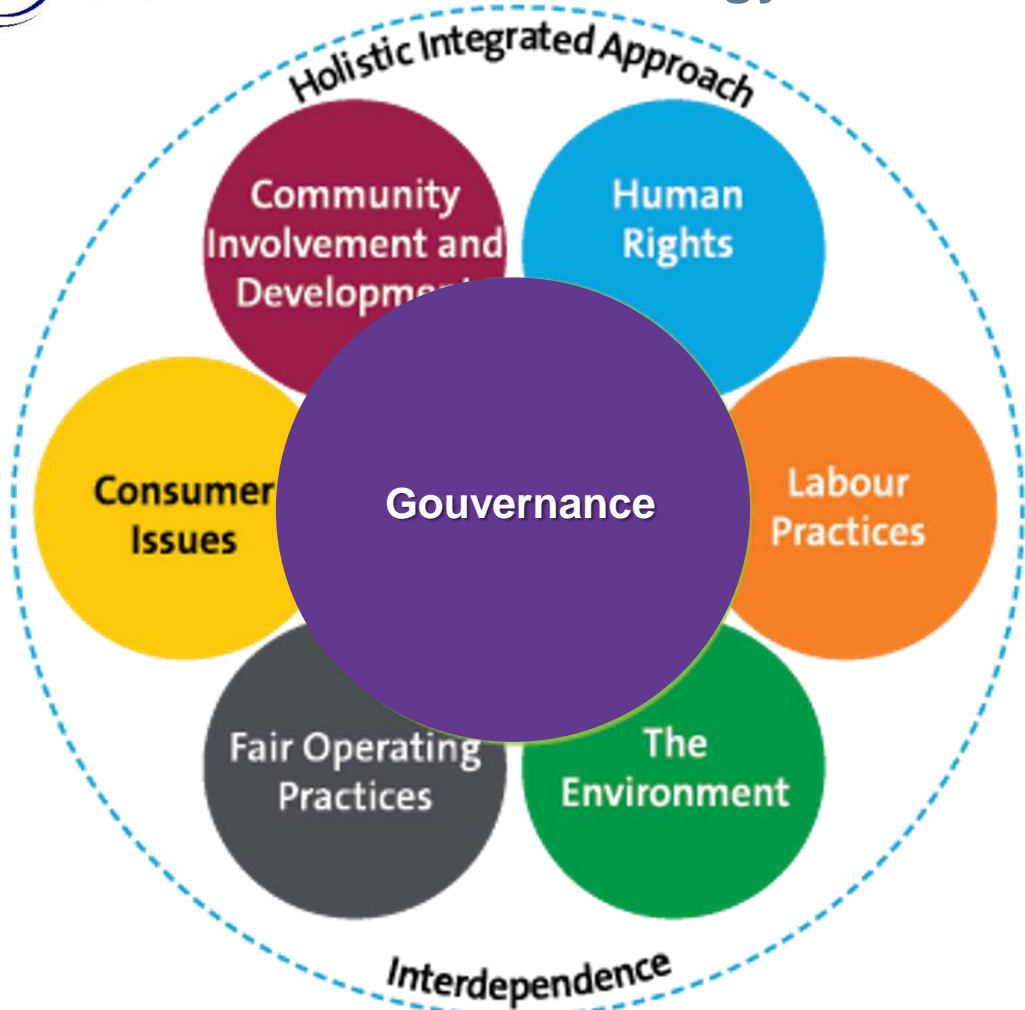 Holistic Integrated Approach
Community
Involvement and
Human
Rights
Consumer
Issues
Gouvernance
Labour
Practices
Fair Operating
Practices
The
Environment
Interdependence